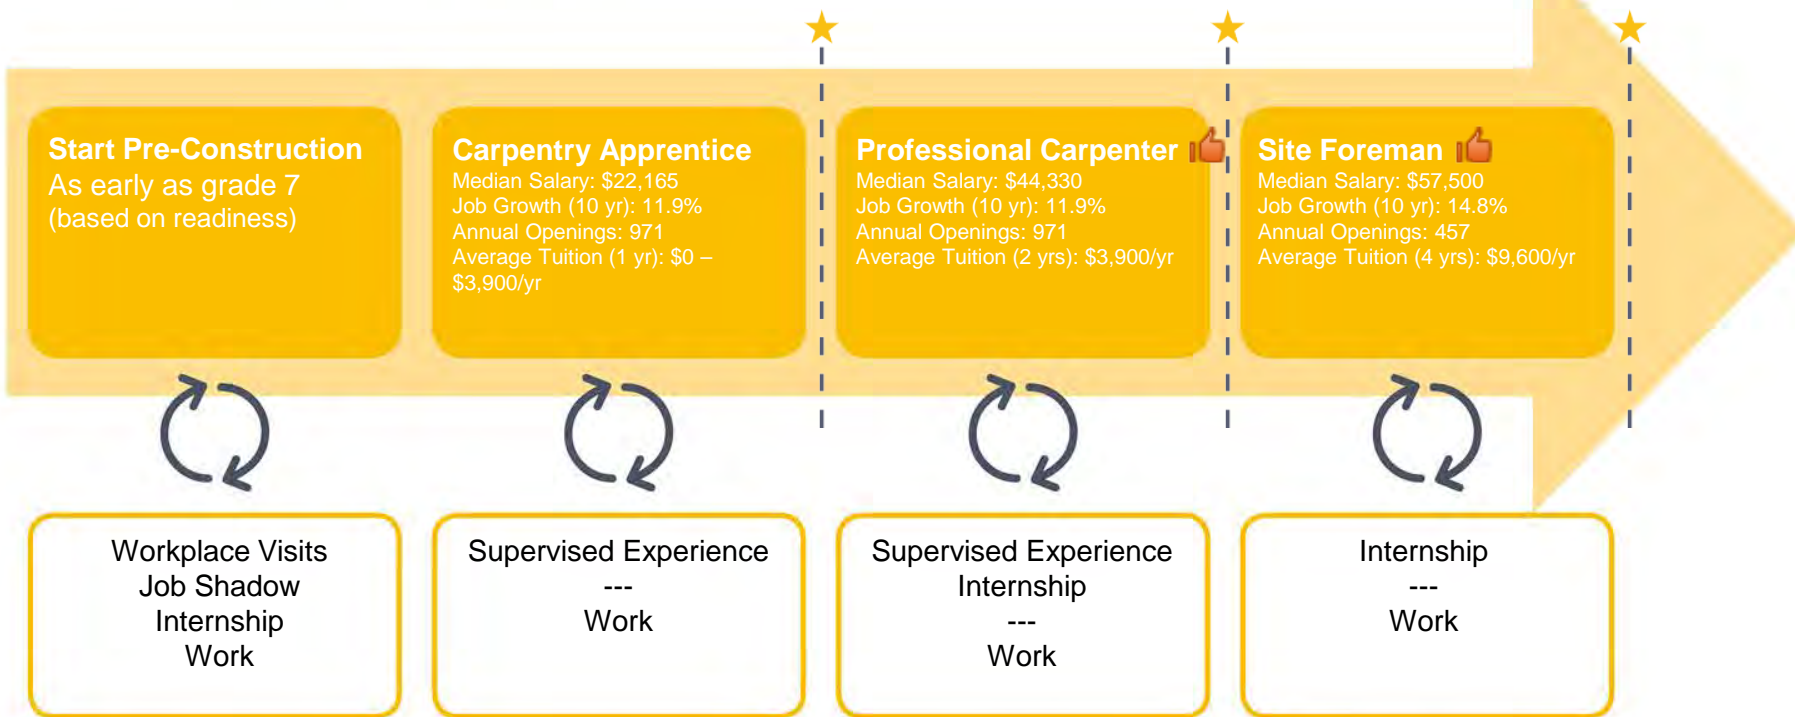 Start Pre-Construction
As early as grade 7
(based on readiness)
Carpentry Apprentice
Median Salary: $22,165
Job Growth (10 yr): 11.9%
Annual Openings: 971
Average Tuition (1 yr): $0 –
$3,900/yr
Professional Carpenter
Median Salary: $44,330
Job Growth (10 yr): 11.9%
Annual Openings: 971
Average Tuition (2 yrs): $3,900/yr
Site Foreman
Median Salary: $57,500
Job Growth (10 yr): 14.8%
Annual Openings: 457
Average Tuition (4 yrs): $9,600/yr
Workplace Visits
Job Shadow
Internship
Work
Supervised Experience
---
Work
Supervised Experience
Internship
---
Work
Internship
---
Work